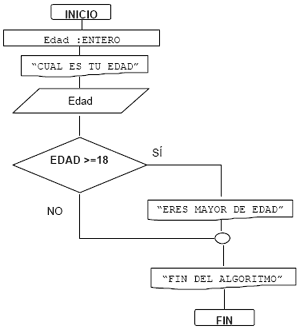 INICIO
Edad :ENTERO
“CUAL ES TU EDAD”
Edad
EDAD >=18
SÍ
NO
“ERES MAYOR DE EDAD”
“FIN DEL ALGORITMO”
FIN